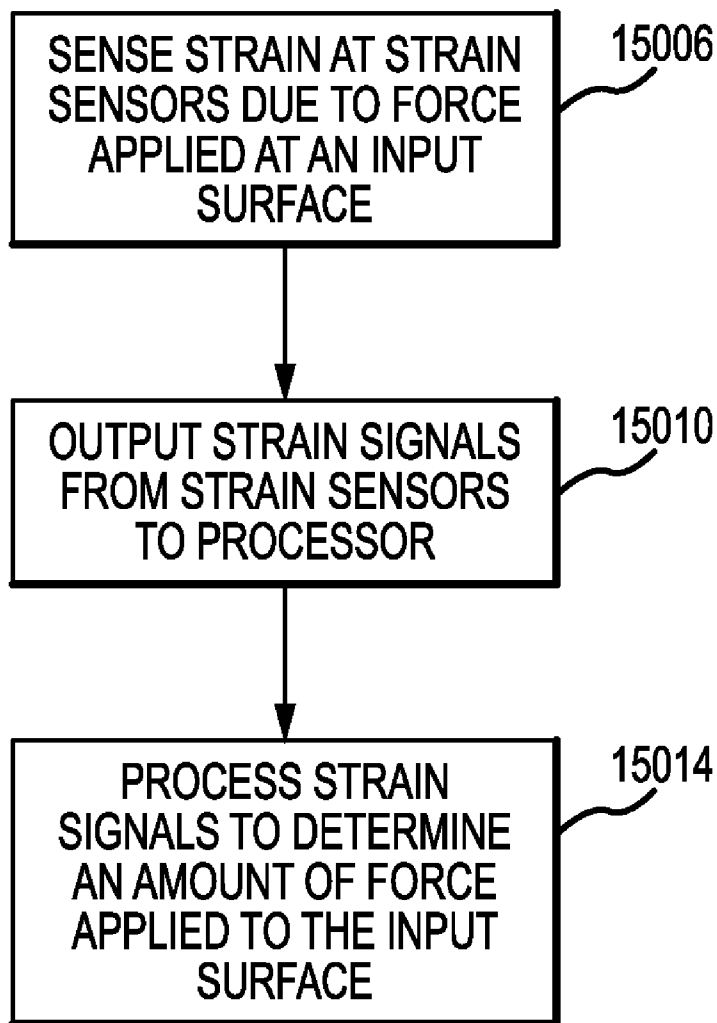 SENSE STRAIN AT STRAIN
SENSORS DUE TO FORCE
APPLIED AT AN INPUT
SURFACE
15006
OUTPUT STRAIN SIGNALS
FROM STRAIN SENSORS
TO PROCESSOR
15010
PROCESS STRAIN
SIGNALS TO DETERMINE
AN AMOUNT OF FORCE
APPLIED TO THE INPUT
SURFACE
15014